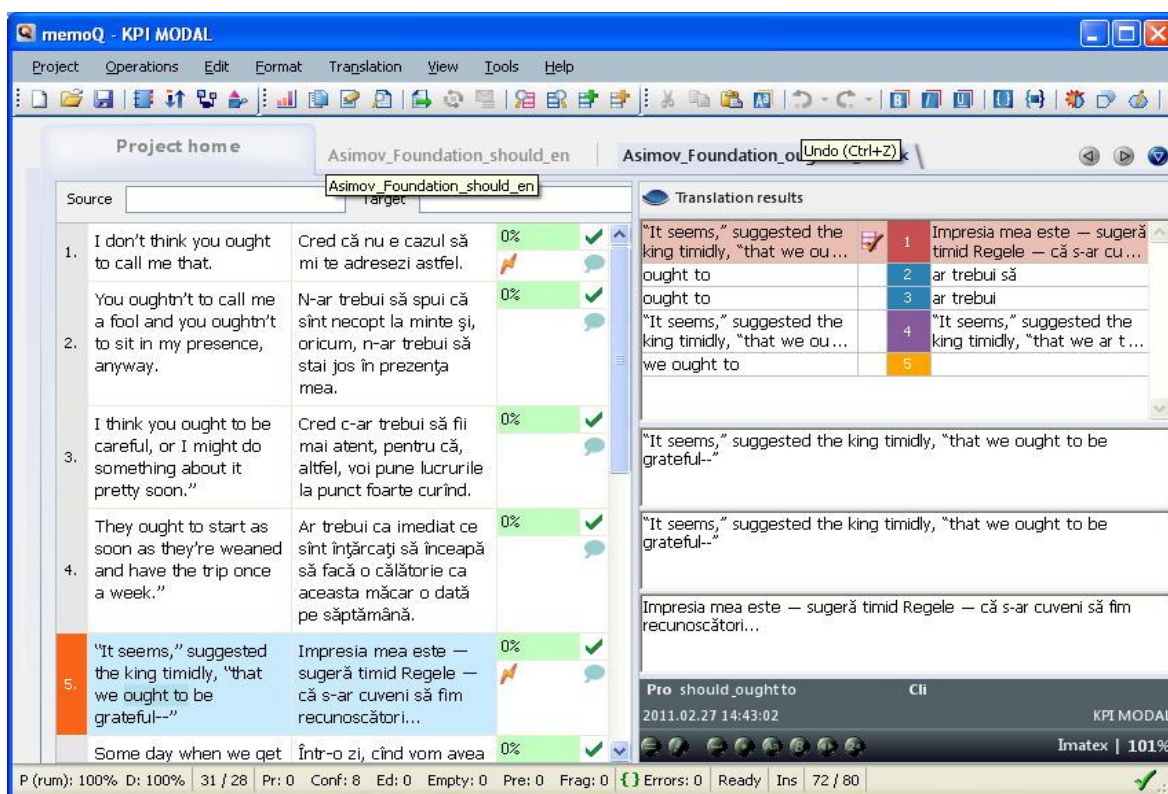 memoQ - KPI MODAL
Project Operations Edit Format Translation View Tools Help
Project home
Asimov_Foundation_should_en
Asimov_Foundation_ou
Undo (Ctrl+Z)
Asimov_Foundation_should_en
Source
Target
1.
I don't think you ought
to call me that.
Cred că nu e cazul să
mi te adresezi astfel.
0%
2.
You oughtn't to call me
a fool and you oughtn't
to sit in my presence,
anyway.
N-ar trebui să spui că
sînt necopt la minte şi,
oricum, n-ar trebui să
stai jos în prezenţa
mea.
0%
3.
I think you ought to be
careful, or I might do
something about it
pretty soon."
Cred c-ar trebui să fii
mai atent, pentru că,
altfel, voi pune lucrurile
la punct foarte curînd.
0%
4.
They ought to start as
soon as they're weaned
and have the trip once
a week."
Ar trebui ca imediat ce
sînt înţărcaţi să înceapă
să facă o călătorie ca
aceasta măcar o dată
pe săptămână.
0%
5.
"It seems," suggested
the king timidly, "that
we ought to be
grateful--"
Impresia mea este —
sugeră timid Regele —
că s-ar cuveni să fim
recunoscători...
0%
Some day when we get
Într-o zi, cînd vom avea
0%
Translation results
"It seems," suggested the
king timidly, "that we ou...
1
Impresia mea este — sugeră
timid Regele — că s-ar cu...
ought to
2
ar trebui să
ought to
3
ar trebui
"It seems," suggested the
king timidly, "that we ou...
4
"It seems," suggested the
king timidly, "that we ar t...
we ought to
5
"It seems," suggested the king timidly, "that we ought to be
grateful--"
"It seems," suggested the king timidly, "that we ought to be
grateful--"
Impresia mea este — sugeră timid Regele — că s-ar cuveni să fim
recunoscători...
Pro should_oughtto Cli
2011.02.27 14:43:02 KPI MODAL
Imatex | 101%
P (rum): 100% D: 100% 31 / 28 Pr: 0 Conf: 8 Ed: 0 Empty: 0 Pre: 0 Frag: 0 {} Errors: 0 Ready Ins 72 / 80